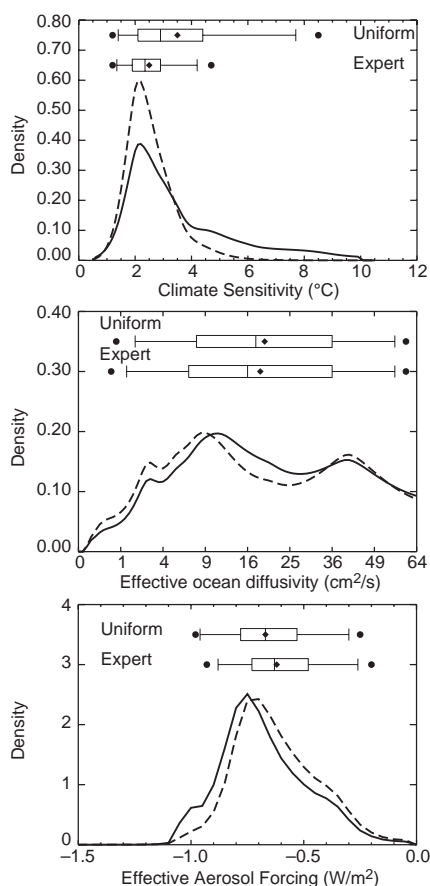 0.80
Uniform
0.70
Expert
0.60
0.50
0.40
0.30
0.20
0.10
0.00
Density
0 2 4 6 8 10 12
Climate Sensitivity (°C)
0.40
Uniform
Expert
0.30
0.20
0.10
0.00
Density
0 1 4 9 16 25 36 49 64
Effective ocean diffusivity (cm²/s)
4
Uniform
3
Expert
2
1
0
Density
−1.5 −1.0 −0.5 0.0
Effective Aerosol Forcing (W/m²)